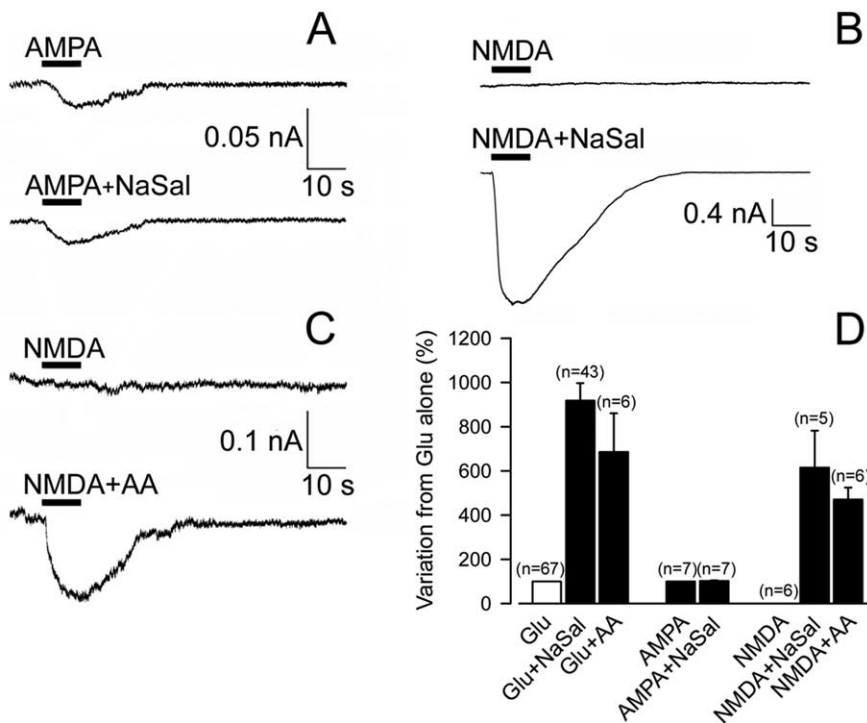 A
AMPA
0.05 nA
10 s
AMPA+NaSal
B
NMDA
NMDA+NaSal
0.4 nA
10 s
C
NMDA
0.1 nA
10 s
NMDA+AA
D
Variation from Glu alone (%)
1200
1000
800
600
400
200
0
(n=67)
(n=43)
(n=6)
(n=7)
(n=7)
(n=6)
(n=5)
(n=6)
Glu
Glu+NaSal
Glu+AA
AMPA
AMPA+NaSal
NMDA
NMDA+NaSal
NMDA+AA